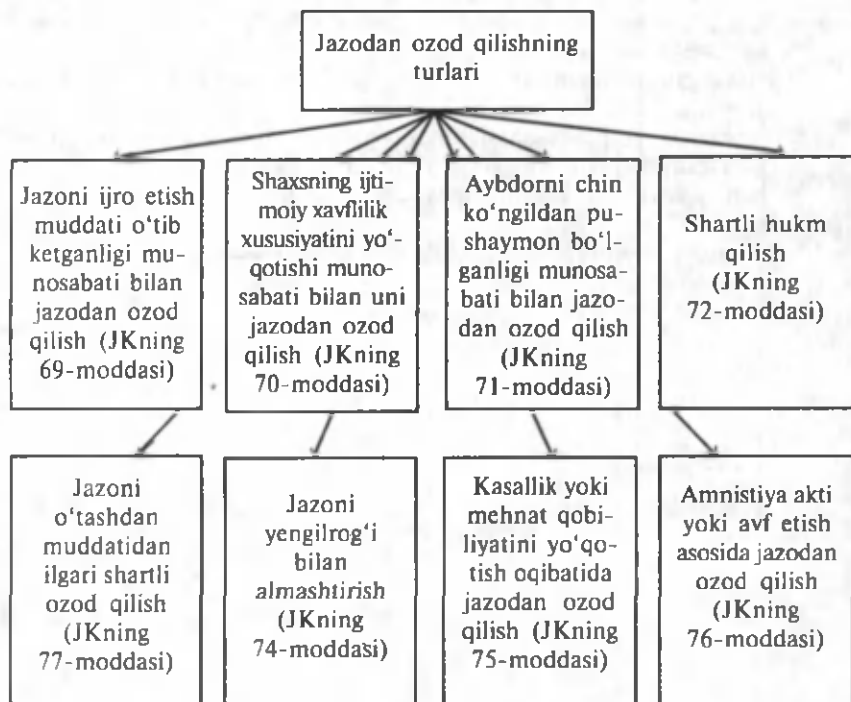 Jazodan ozod qilishning
turlari
Jazoni ijro etish
muddati o‘tib
ketganligi mu-
nosabati bilan
jazodan ozod
qilish (JKning
69-moddasi)
Shaxsning ijti-
moiy xavflilik
xususiyatini yo‘-
qotishi muno-
sabati bilan uni
jazodan ozod
qilish (JKning
70-moddasi)
Aybdorni chin
ko‘ngildan pu-
shaymon bo‘l-
ganligi munosa-
bati bilan jazo-
dan ozod qilish
(JKning
71-moddasi)
Shartli hukm
qilish
(JKning
72-moddasi)
Jazoni
o‘tashdan
muddatidan
ilgari shartli
ozod qilish
(JKning
77-moddasi)
Jazoni
yengilrog‘i
bilan
almashtirish
(JKning
74-moddasi)
Kasallik yoki
mehnat qobi-
liyatini yo‘qo-
tish oqibatida
jazodan ozod
qilish (JKning
75-moddasi)
Amnistiya akti
yoki avf etish
asosida jazodan
ozod qilish
(JKning
76-moddasi)